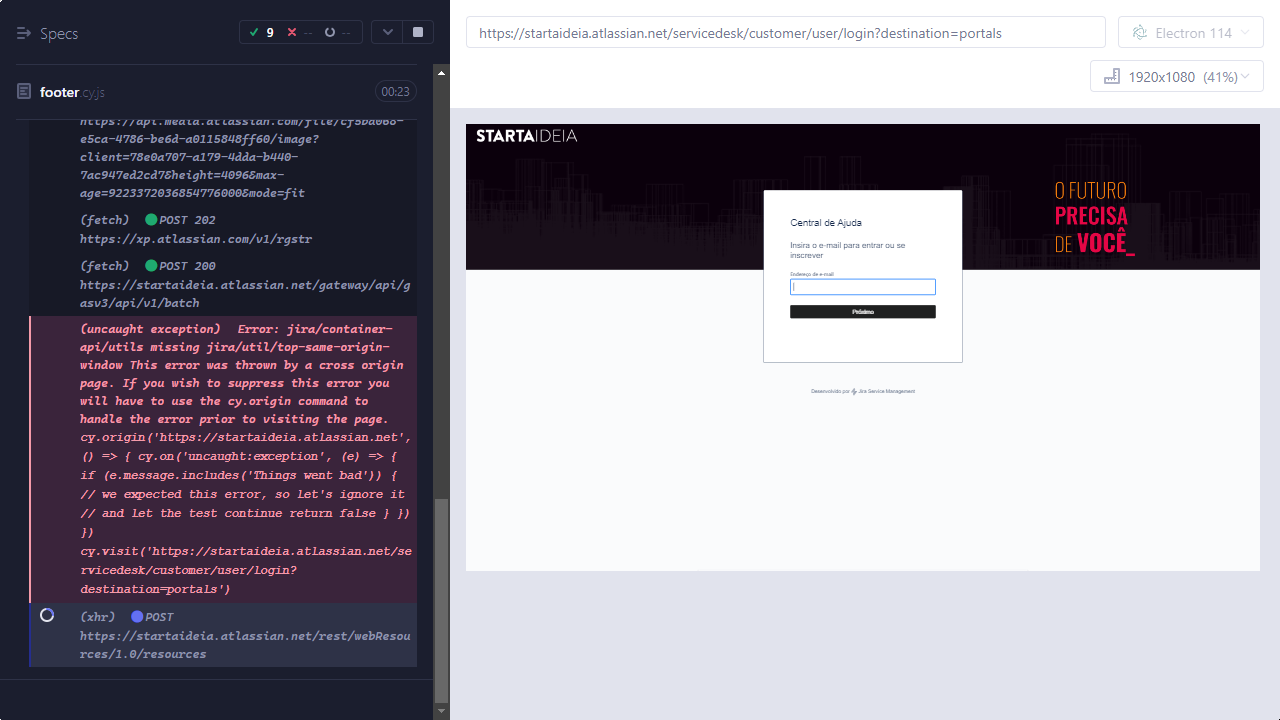 Specs
9
--
--
footer.cy.js
00:23
https://api.media.atlassian.com/file/cf5ba068-
e5ca-4786-be6d-a0115848ff60/image?
client=78e0a707-a179-4dda-b440-
7ac947ed2cd7&height=4096&max-
age=9223372036854776000&mode=fit
(fetch) POST 202
https://xp.atlassian.com/v1/rgstr
(fetch) POST 200
https://startaideia.atlassian.net/gateway/api/g
asv3/api/v1/batch
(uncaught exception) Error: jira/container-
api/utils missing jira/util/top-same-origin-
window This error was thrown by a cross origin
page. If you wish to suppress this error you
will have to use the cy.origin command to
handle the error prior to visiting the page.
cy.origin('https://startaideia.atlassian.net',
() => { cy.on('uncaught:exception', (e) => {
if (e.message.includes('Things went bad')) {
// we expected this error, so let's ignore it
// and let the test continue return false } })
})
cy.visit('https://startaideia.atlassian.net/se
rvicedesk/customer/user/login?
destination=portals')
(xhr) POST
https://startaideia.atlassian.net/rest/webResou
rces/1.0/resources
https://startaideia.atlassian.net/servicedesk/customer/user/login?destination=portals
Electron 114
1920x1080 (41%)
STARTAIDEIA
O FUTURO
PRECISA
DE VOCÊ_
Central de Ajuda
Insira o e-mail para entrar ou se
inscrever
Endereço de e-mail
Próximo
Desenvolvido por Jira Service Management